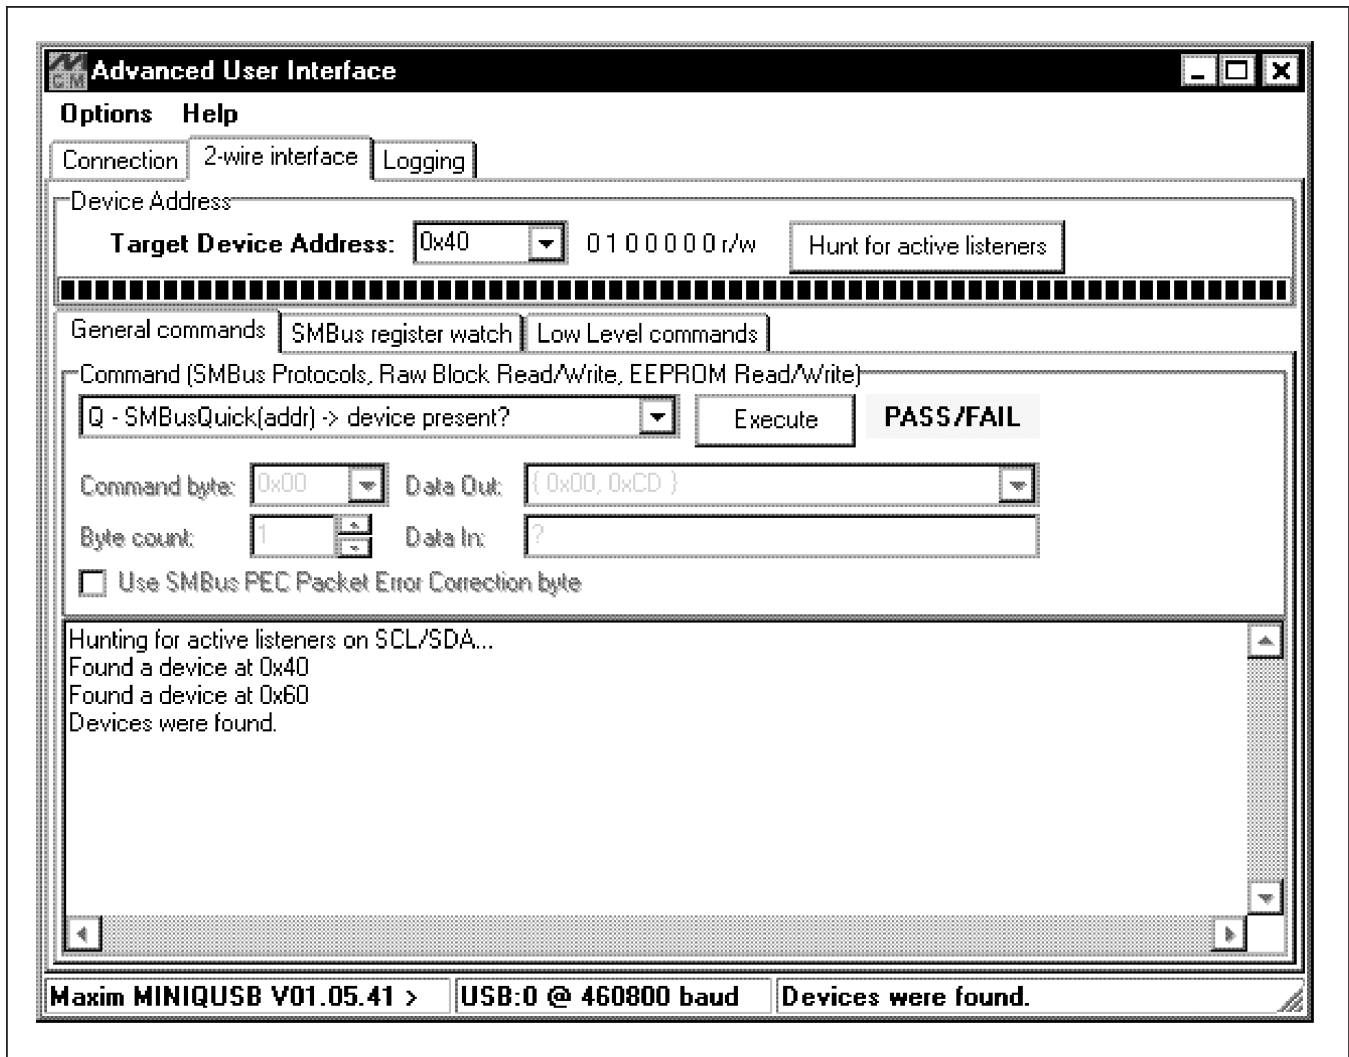 Advanced User Interface
Options Help
Connection 2-wire interface Logging
Device Address
Target Device Address: 0x40 0 1 0 0 0 0 0 r/w Hunt for active listeners
General commands SMBus register watch Low Level commands
Command (SMBus Protocols, Raw Block Read/Write, EEPROM Read/Write)
Q - SMBusQuick(addr) -> device present? Execute PASS/FAIL
Command byte: 0x00 Data Out: { 0x00, 0xCD }
Byte count: 1 Data In: ?
Use SMBus PEC Packet Error Correction byte
Hunting for active listeners on SCL/SDA...
Found a device at 0x40
Found a device at 0x60
Devices were found.
Maxim MINIQUSB V01.05.41 > USB:0 @ 460800 baud Devices were found.